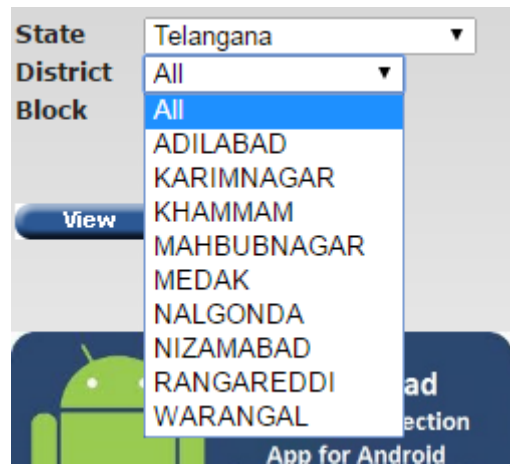 State Telangana
District All
Block All
ADILABAD
KARIMNAGAR
KHAMMAM
View
MAHBUBNAGAR
MEDAK
NALGONDA
NIZAMABAD
RANGAREDDI
ad
WARANGAL
ection
App for Android